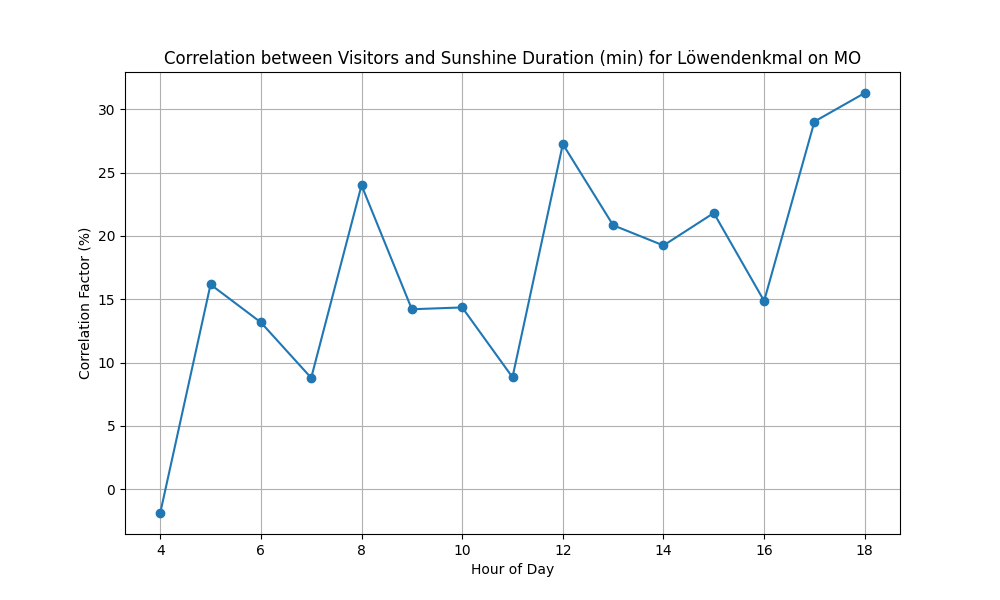 Correlation between Visitors and Sunshine Duration (min) for Löwendenkmal on MO
Correlation Factor (%)
30
25
20
15
10
5
0
4 6 8 10 12 14 16 18
Hour of Day